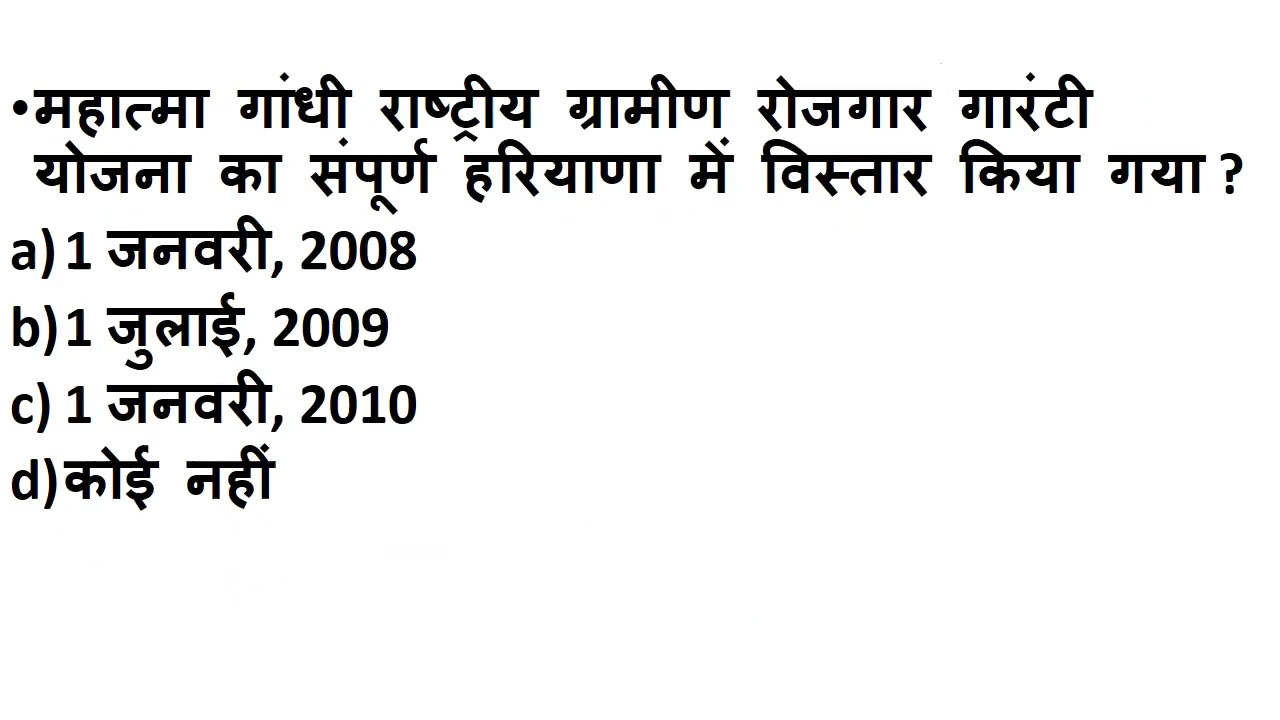 •महात्मा गांधी राष्ट्रीय ग्रामीण रोजगार गारंटी
योजना का संपूर्ण हरियाणा में विस्तार किया गया ?
a) 1 जनवरी, 2008
b) 1 जुलाई, 2009
c) 1 जनवरी, 2010
d) कोई नहीं